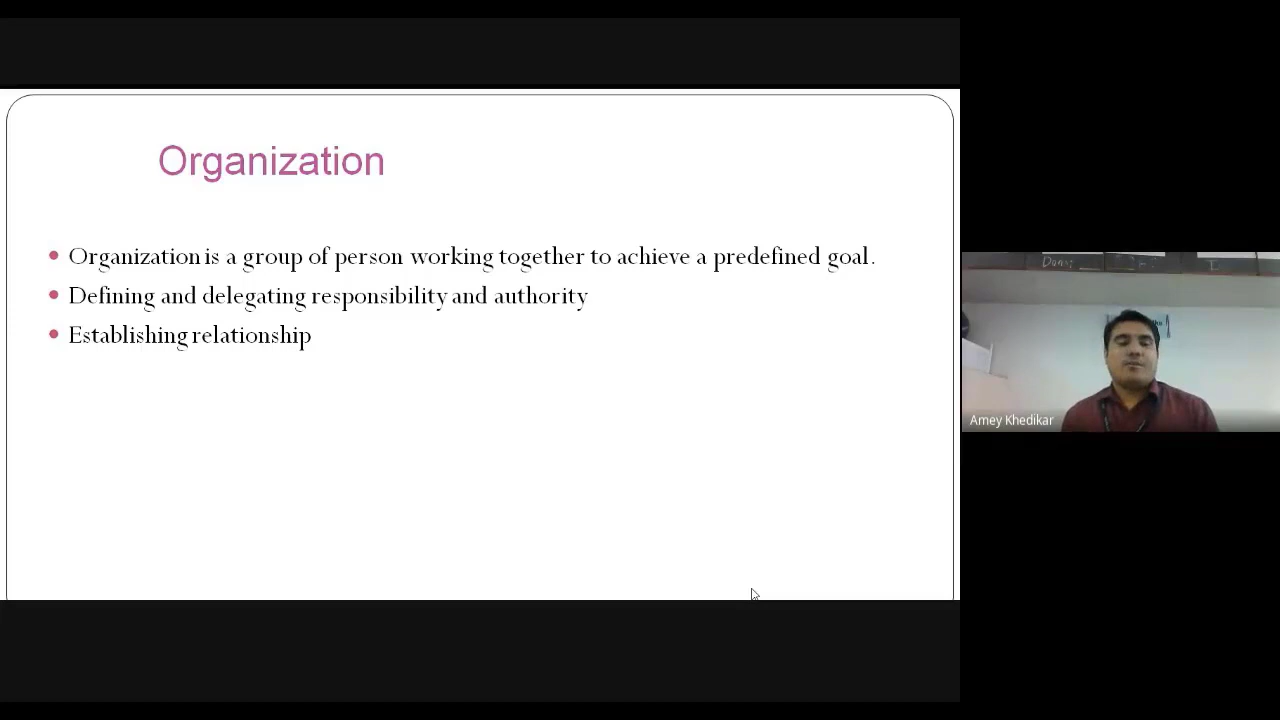 Organization
Organization is a group of person working together to achieve a predefined goal.
Defining and delegating responsibility and authority
Establishing relationship
Amey Khedikar